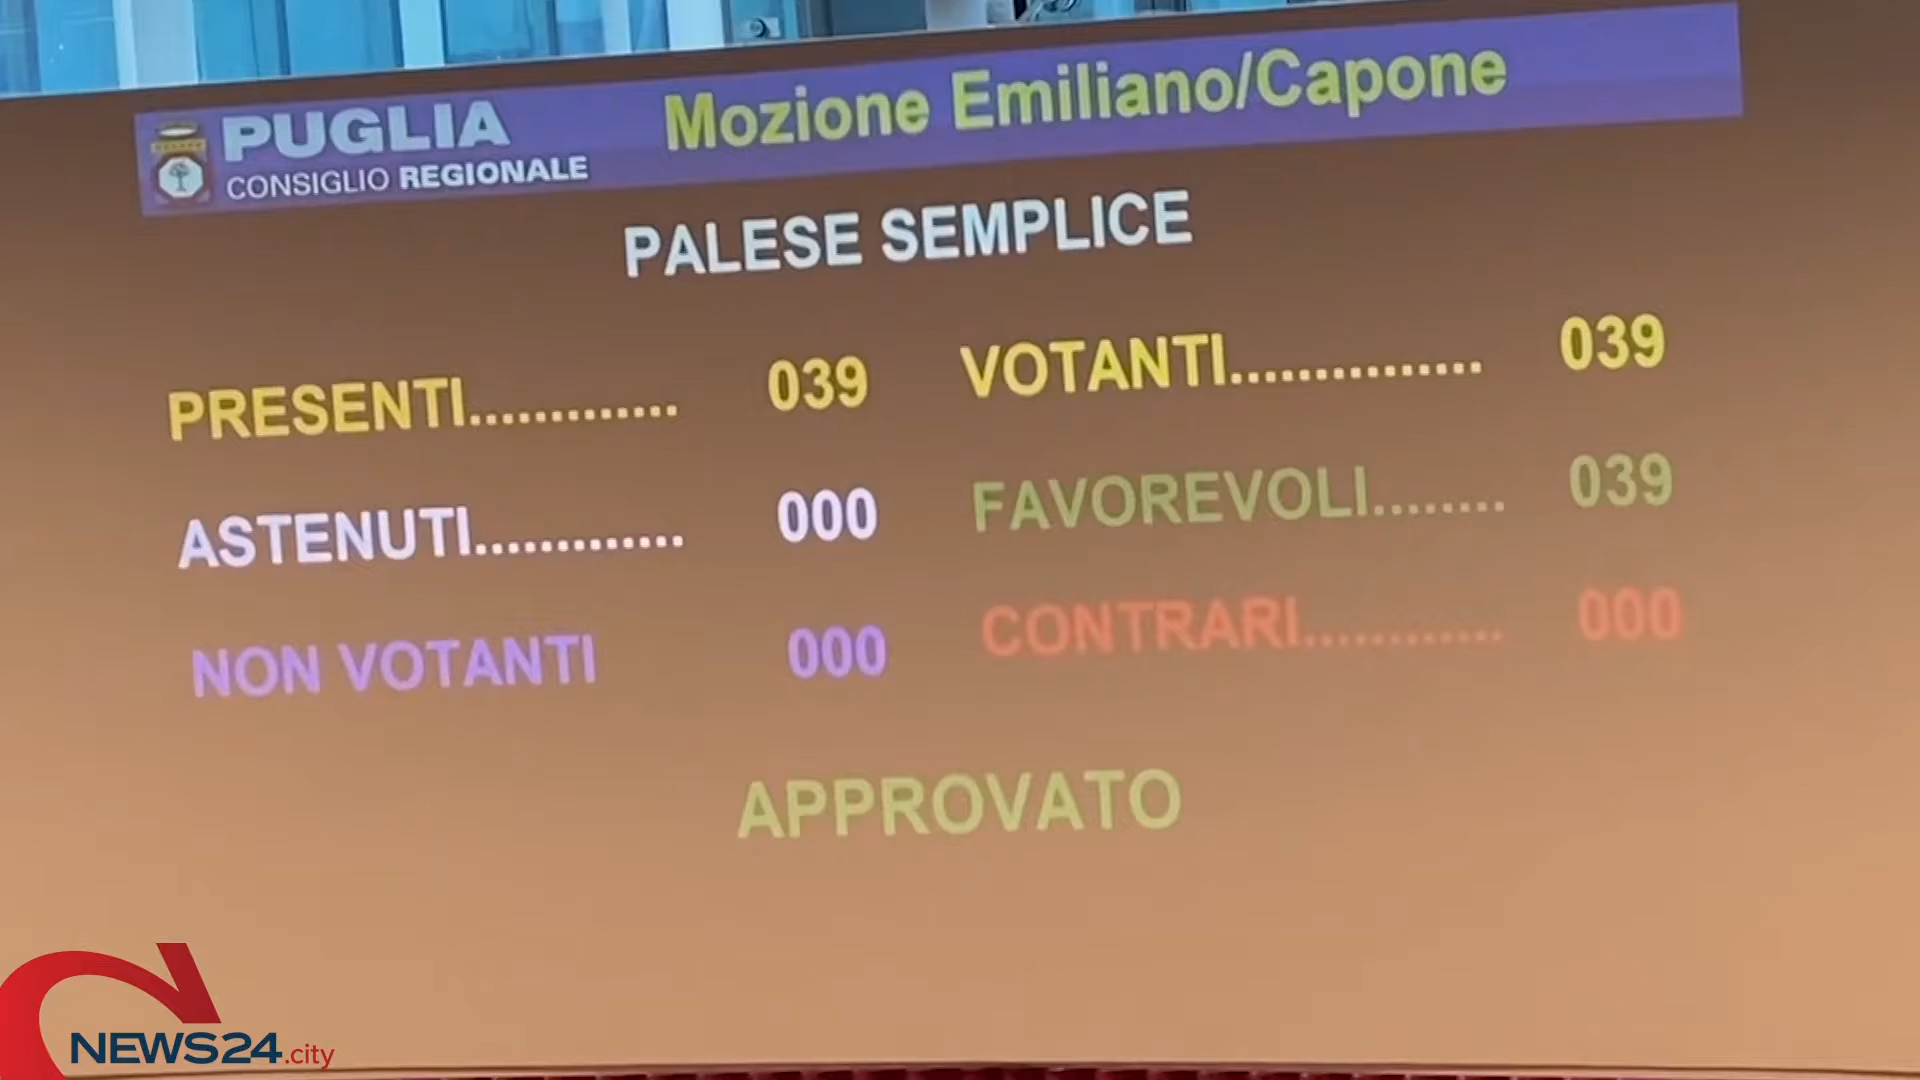 PUGLIA
CONSIGLIO REGIONALE
Mozione Emiliano/Capone
PALESE SEMPLICE
PRESENTI............. 039
VOTANTI............... 039
ASTENUTI............. 000
FAVOREVOLI........ 039
NON VOTANTI 000
CONTRARI............ 000
APPROVATO
NEWS24.city